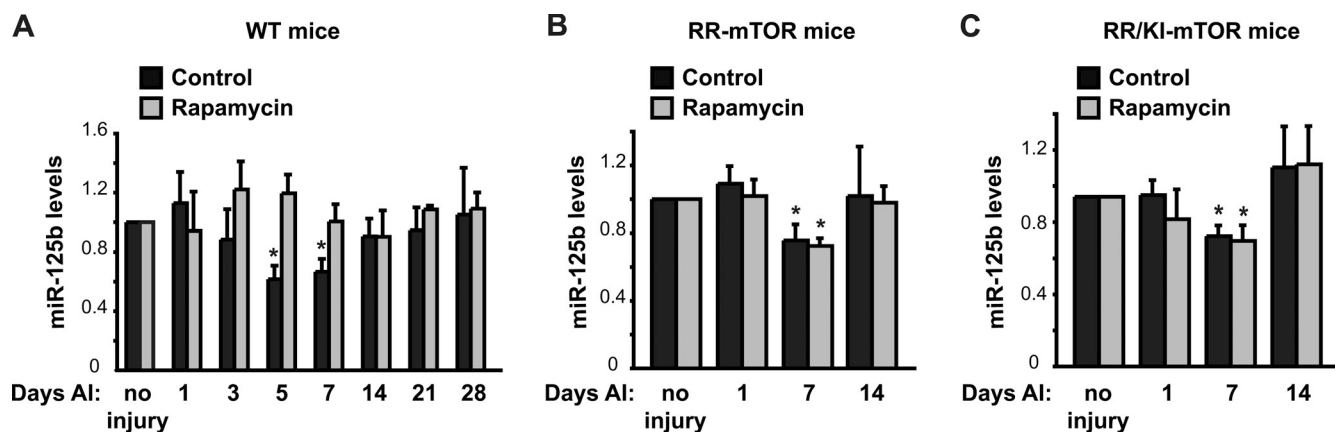 A
WT mice
Control
Rapamycin
miR-125b levels
1.6
1.2
0.8
0.4
0
*
*
Days AI: no injury 1 3 5 7 14 21 28
B
RR-mTOR mice
Control
Rapamycin
miR-125b levels
1.2
0.8
0.4
0
*
*
Days AI: no injury 1 7 14
C
RR/KI-mTOR mice
Control
Rapamycin
miR-125b levels
1.2
0.8
0.4
0
*
*
Days AI: no injury 1 7 14